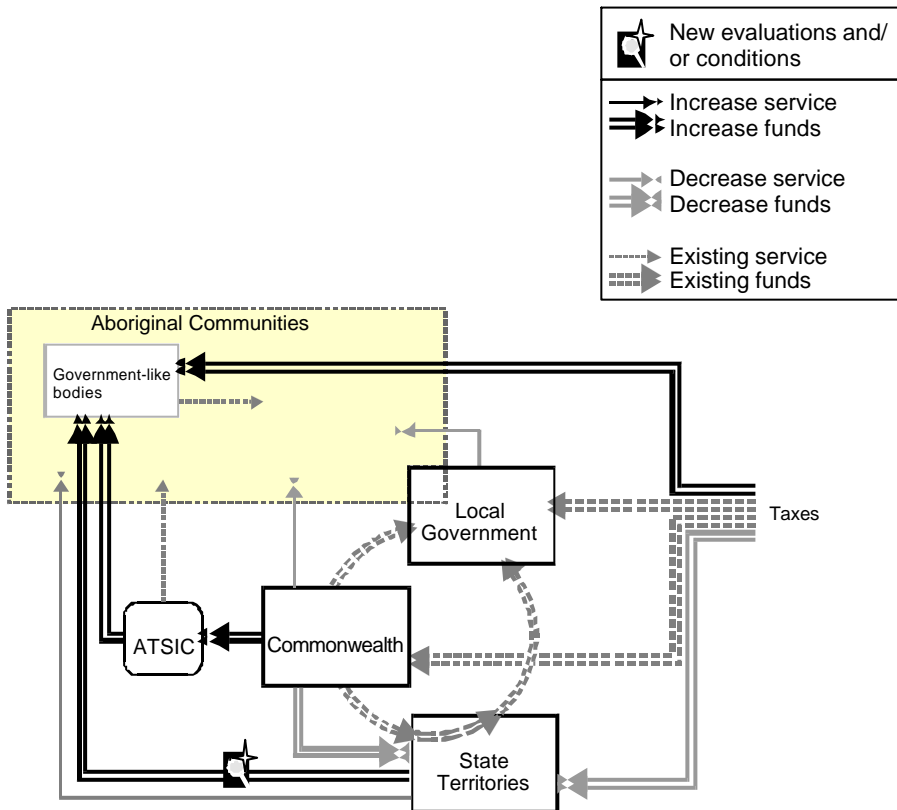 New evaluations and/
or conditions
Increase service
Increase funds
Decrease service
Decrease funds
Existing service
Existing funds
Aboriginal Communities
Government-like
bodies
Local
Government
Taxes
ATSIC
Commonwealth
State
Territories